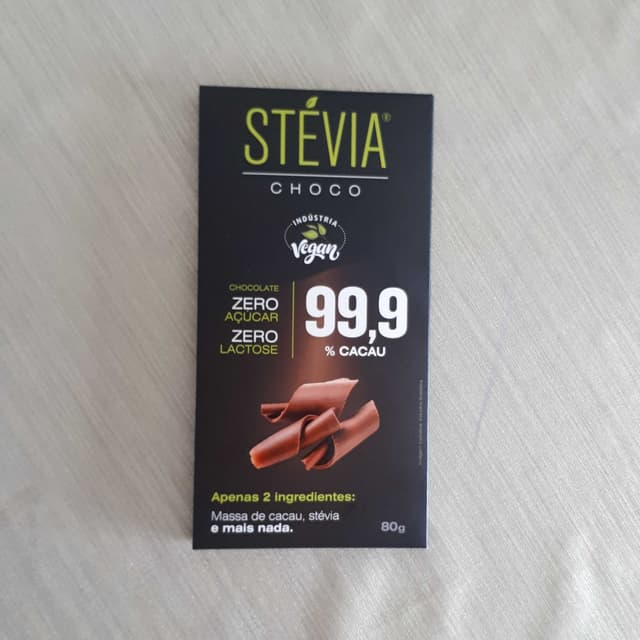 STÉVIA®
CHOCO
INDÚSTRIA
Vegan
CHOCOLATE
ZERO
AÇÚCAR
ZERO
LACTOSE
99,9
% CACAU
Apenas 2 ingredientes:
Massa de cacau, stévia
e mais nada.
80g